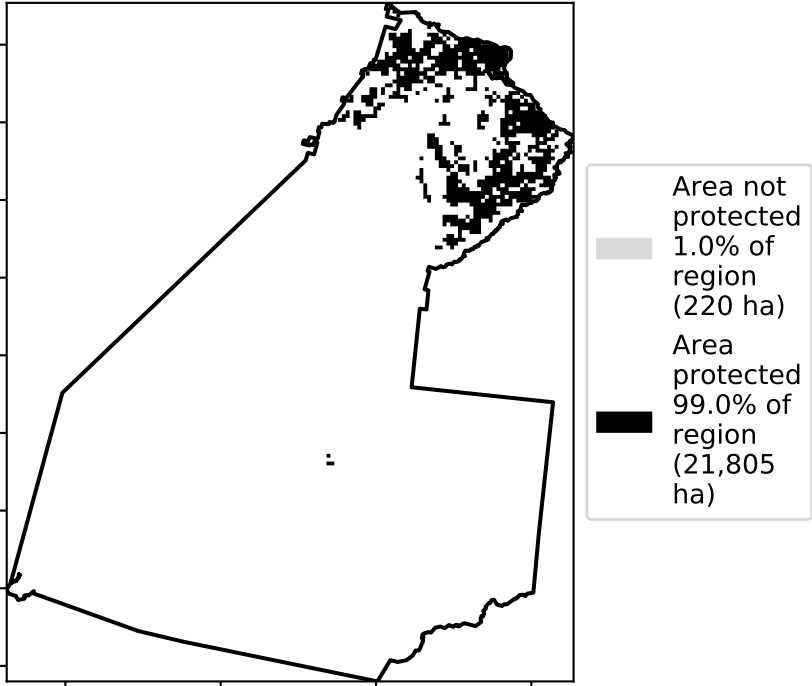 Area not
protected
1.0% of
region
(220 ha)
Area
protected
99.0% of
region
(21,805
ha)